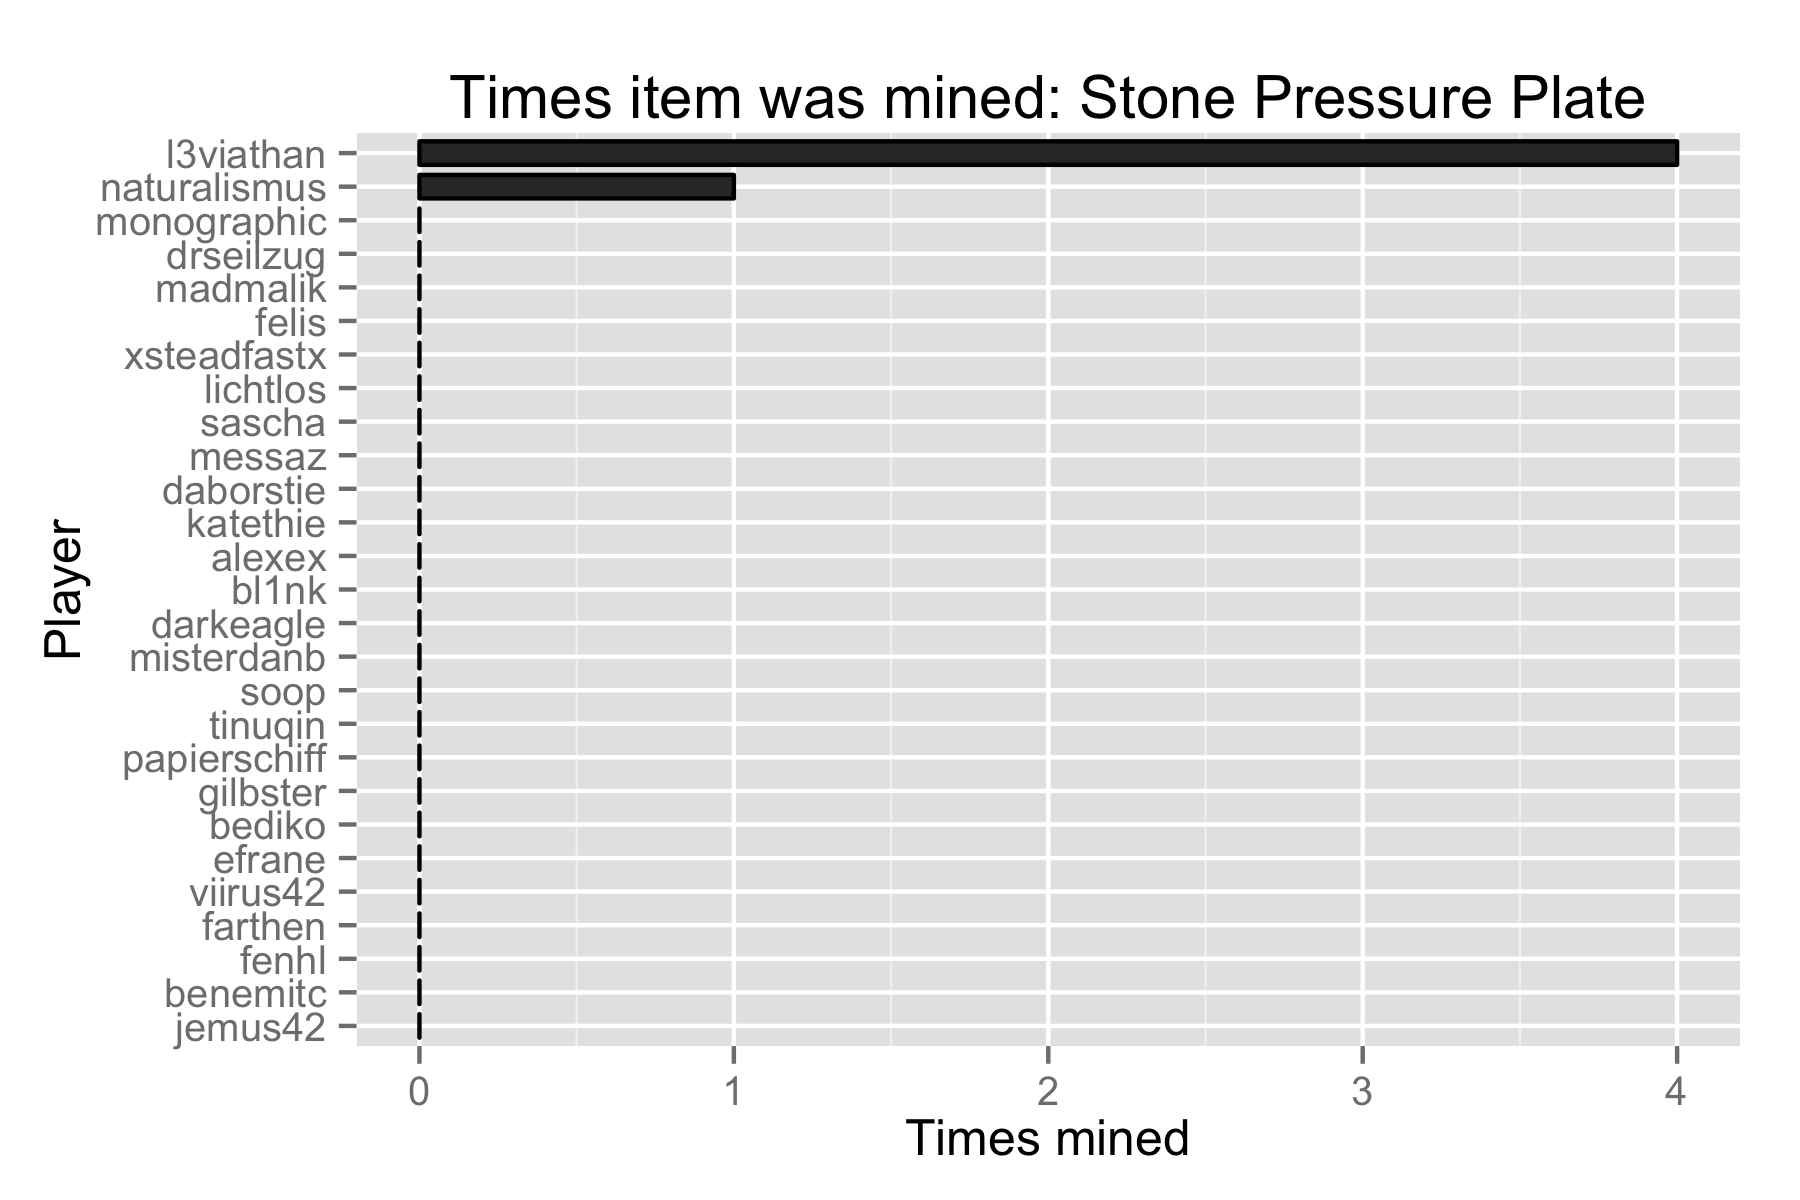 Times item was mined: Stone Pressure Plate
l3viathan
naturalismus
monographic
drseilzug
madmalik
felis
xsteadfastx
lichtlos
sascha
messaz
daborstie
katethie
alexex
bl1nk
darkeagle
misterdanb
soop
tinuqin
papierschiff
gilbster
bediko
efrane
viirus42
farthen
fenhl
benemitc
jemus42
Player
0 1 2 3 4
Times mined